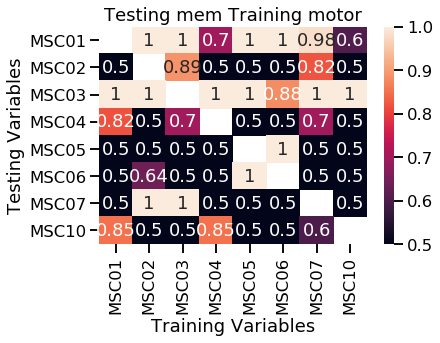 Testing mem Training motor
Testing Variables
MSC01 1 1 0.7 1 1 0.98 0.6
MSC02 0.5 0.89 0.5 0.5 0.5 0.82 0.5
MSC03 1 1 1 1 0.88 1 1
MSC04 0.82 0.5 0.7 0.5 0.5 0.7 0.5
MSC05 0.5 0.5 0.5 0.5 1 0.5 0.5
MSC06 0.5 0.64 0.5 0.5 1 0.5 0.5
MSC07 0.5 1 1 0.5 0.5 0.5 0.5
MSC10 0.85 0.5 0.5 0.85 0.5 0.5 0.6
MSC01 MSC02 MSC03 MSC04 MSC05 MSC06 MSC07 MSC10
Training Variables
1.0
0.9
0.8
0.7
0.6
0.5